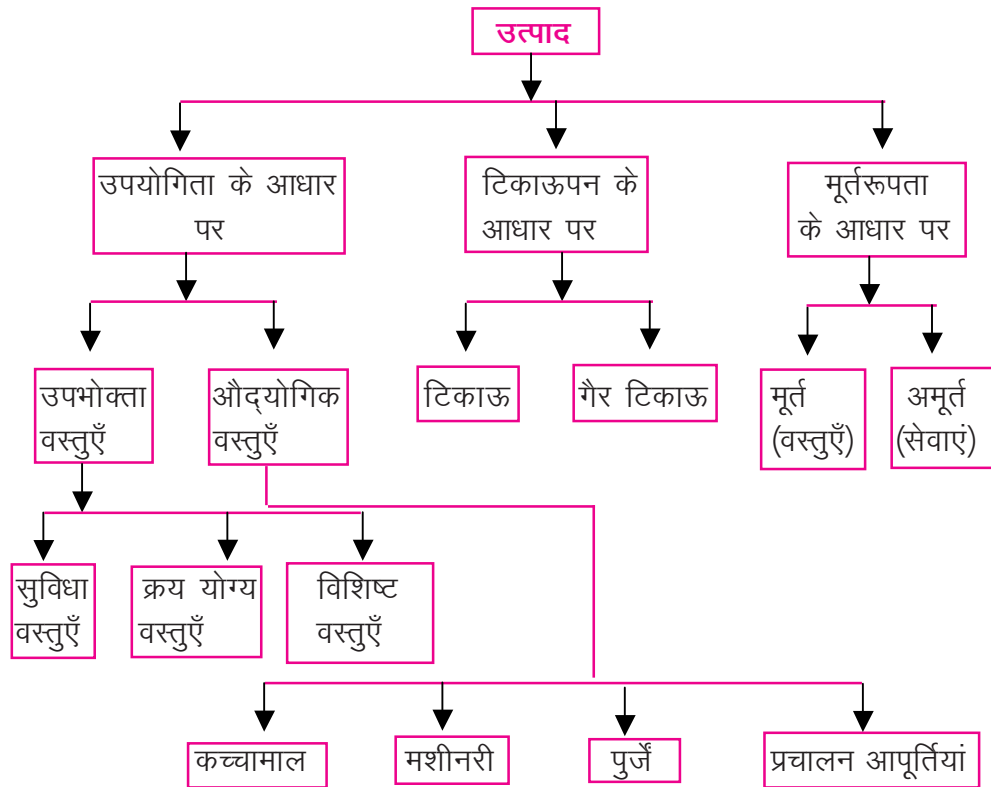 उत्पाद
उपयोगिता के आधार
पर
टिकाऊपन के
आधार पर
मूर्तरूपता
के आधार पर
उपभोक्ता
वस्तुएँ
औद्योगिक
वस्तुएँ
टिकाऊ
गैर टिकाऊ
मूर्त
(वस्तुएँ)
अमूर्त
(सेवाएं)
सुविधा
वस्तुएँ
क्रय योग्य
वस्तुएँ
विशिष्ट
वस्तुएँ
कच्चामाल
मशीनरी
पुर्जें
प्रचालन आपूर्तियां